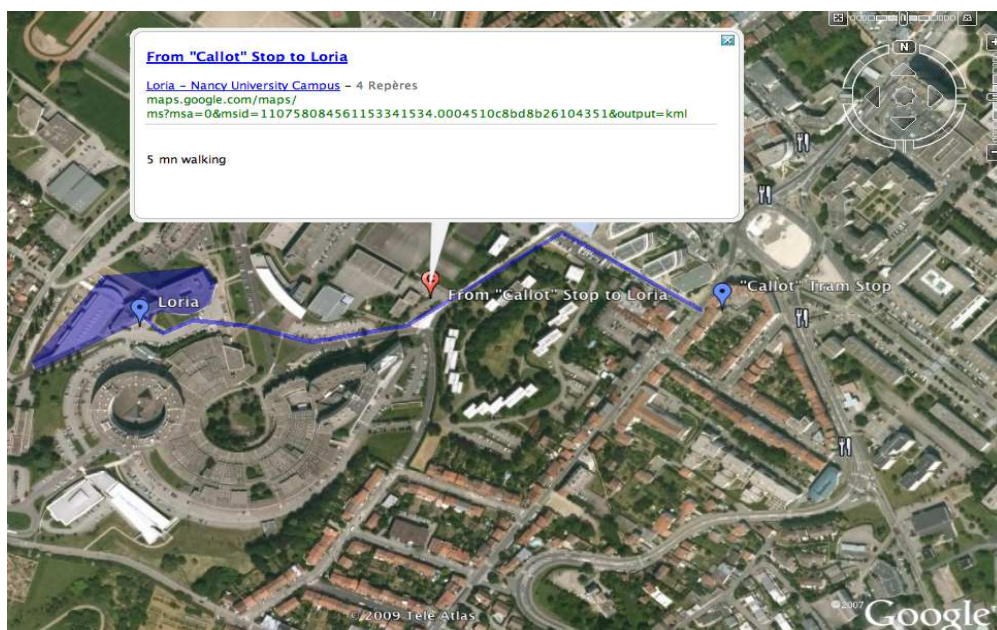 From "Callot" Stop to Loria
Loria – Nancy University Campus – 4 Repères
maps.google.com/maps/
ms?msa=0&msid=110758084561153341534.0004510c8bd8b26104351&output=kml
5 mn walking
N
"Callot" Tram Stop
Loria
From "Callot" Stop to Loria
© 2009 Tele Atlas
© 2007 Google